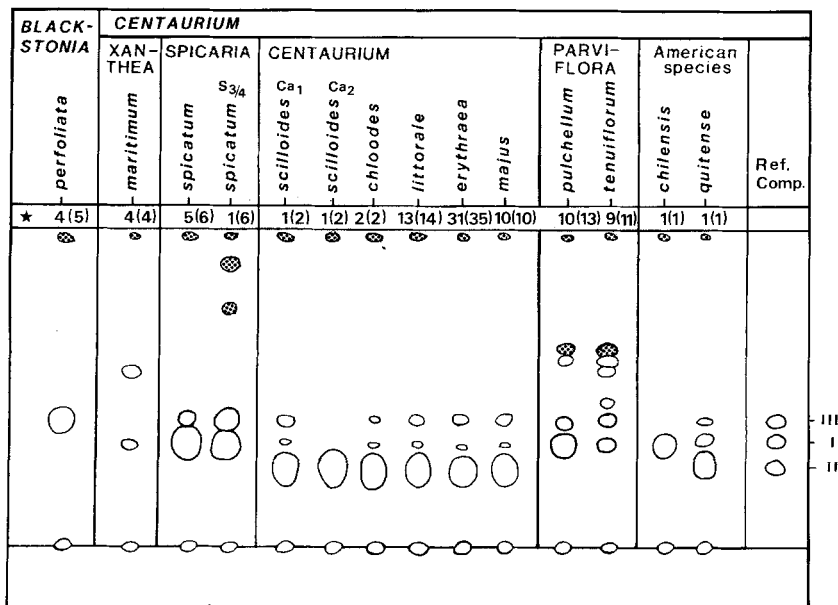 BLACK-
STONIA
CENTAURIUM
XAN-
THEA
SPICARIA
CENTAURIUM
PARVI-
FLORA
American
species
S3/4
Ca1
Ca2
perfoliata
maritimum
spicatum
spicatum
scilloides
scilloides
chloodes
littorale
erythraea
majus
pulchellum
tenuiflorum
chilensis
quitense
Ref.
Comp.
★ 4(5) 4(4) 5(6) 1(6) 1(2) 1(2) 2(2) 13(14) 31(35) 10(10) 10(13) 9(11) 1(1) 1(1)
III
I
II